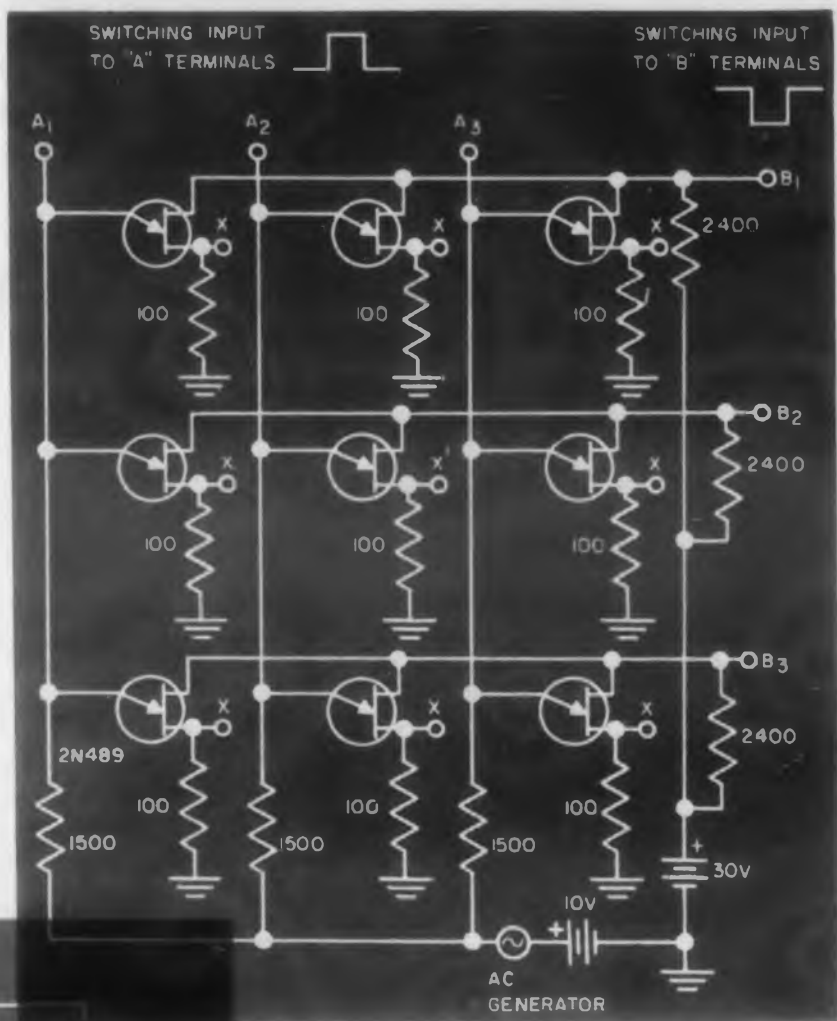 SWITCHING INPUT
TO "A" TERMINALS
SWITCHING INPUT
TO "B" TERMINALS
A1
A2
A3
B1
X
X
X
2400
100
100
100
B2
X
X
X
2400
100
100
100
B3
X
X
X
2400
2N489
100
100
100
1500
1500
1500
+
30V
10V
+
AC
GENERATOR